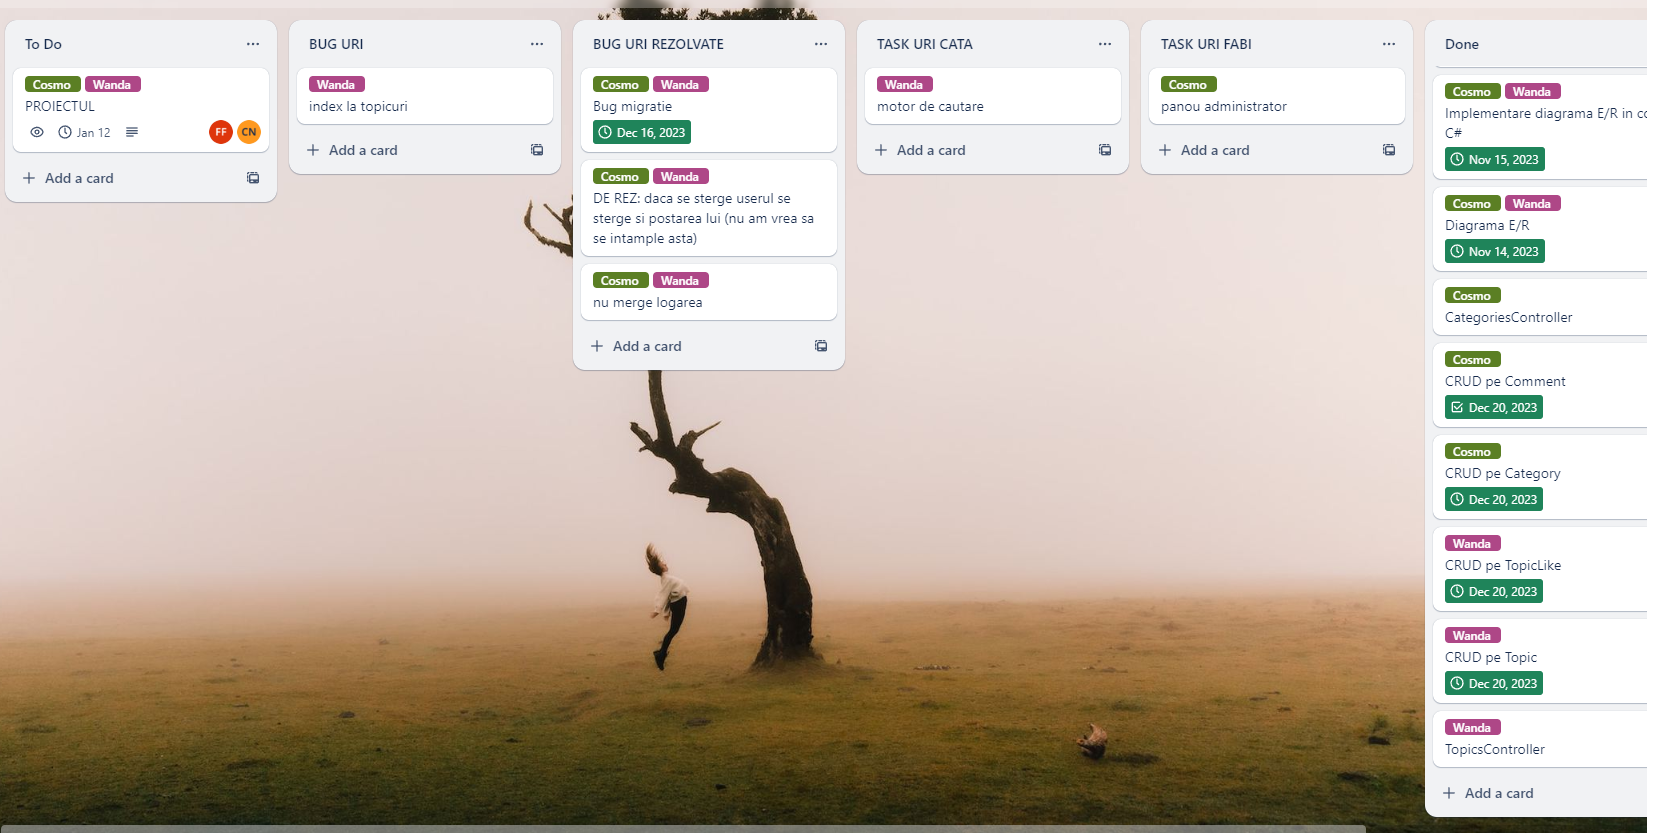 To Do
Cosmo Wanda
PROIECTUL
Jan 12
FF CN
Add a card
BUG URI
Wanda
index la topicuri
Add a card
BUG URI REZOLVATE
Cosmo Wanda
Bug migratie
Dec 16, 2023
Cosmo Wanda
DE REZ: daca se sterge userul se
sterge si postarea lui (nu am vrea sa
se intample asta)
Cosmo Wanda
nu merge logarea
Add a card
TASK URI CATA
Wanda
motor de cautare
Add a card
TASK URI FABI
Cosmo
panou administrator
Add a card
Done
Cosmo Wanda
Implementare diagrama E/R in
C#
Nov 15, 2023
Cosmo Wanda
Diagrama E/R
Nov 14, 2023
Cosmo
CategoriesController
Cosmo
CRUD pe Comment
Dec 20, 2023
Cosmo
CRUD pe Category
Dec 20, 2023
Wanda
CRUD pe TopicLike
Dec 20, 2023
Wanda
CRUD pe Topic
Dec 20, 2023
Wanda
TopicsController
Add a card